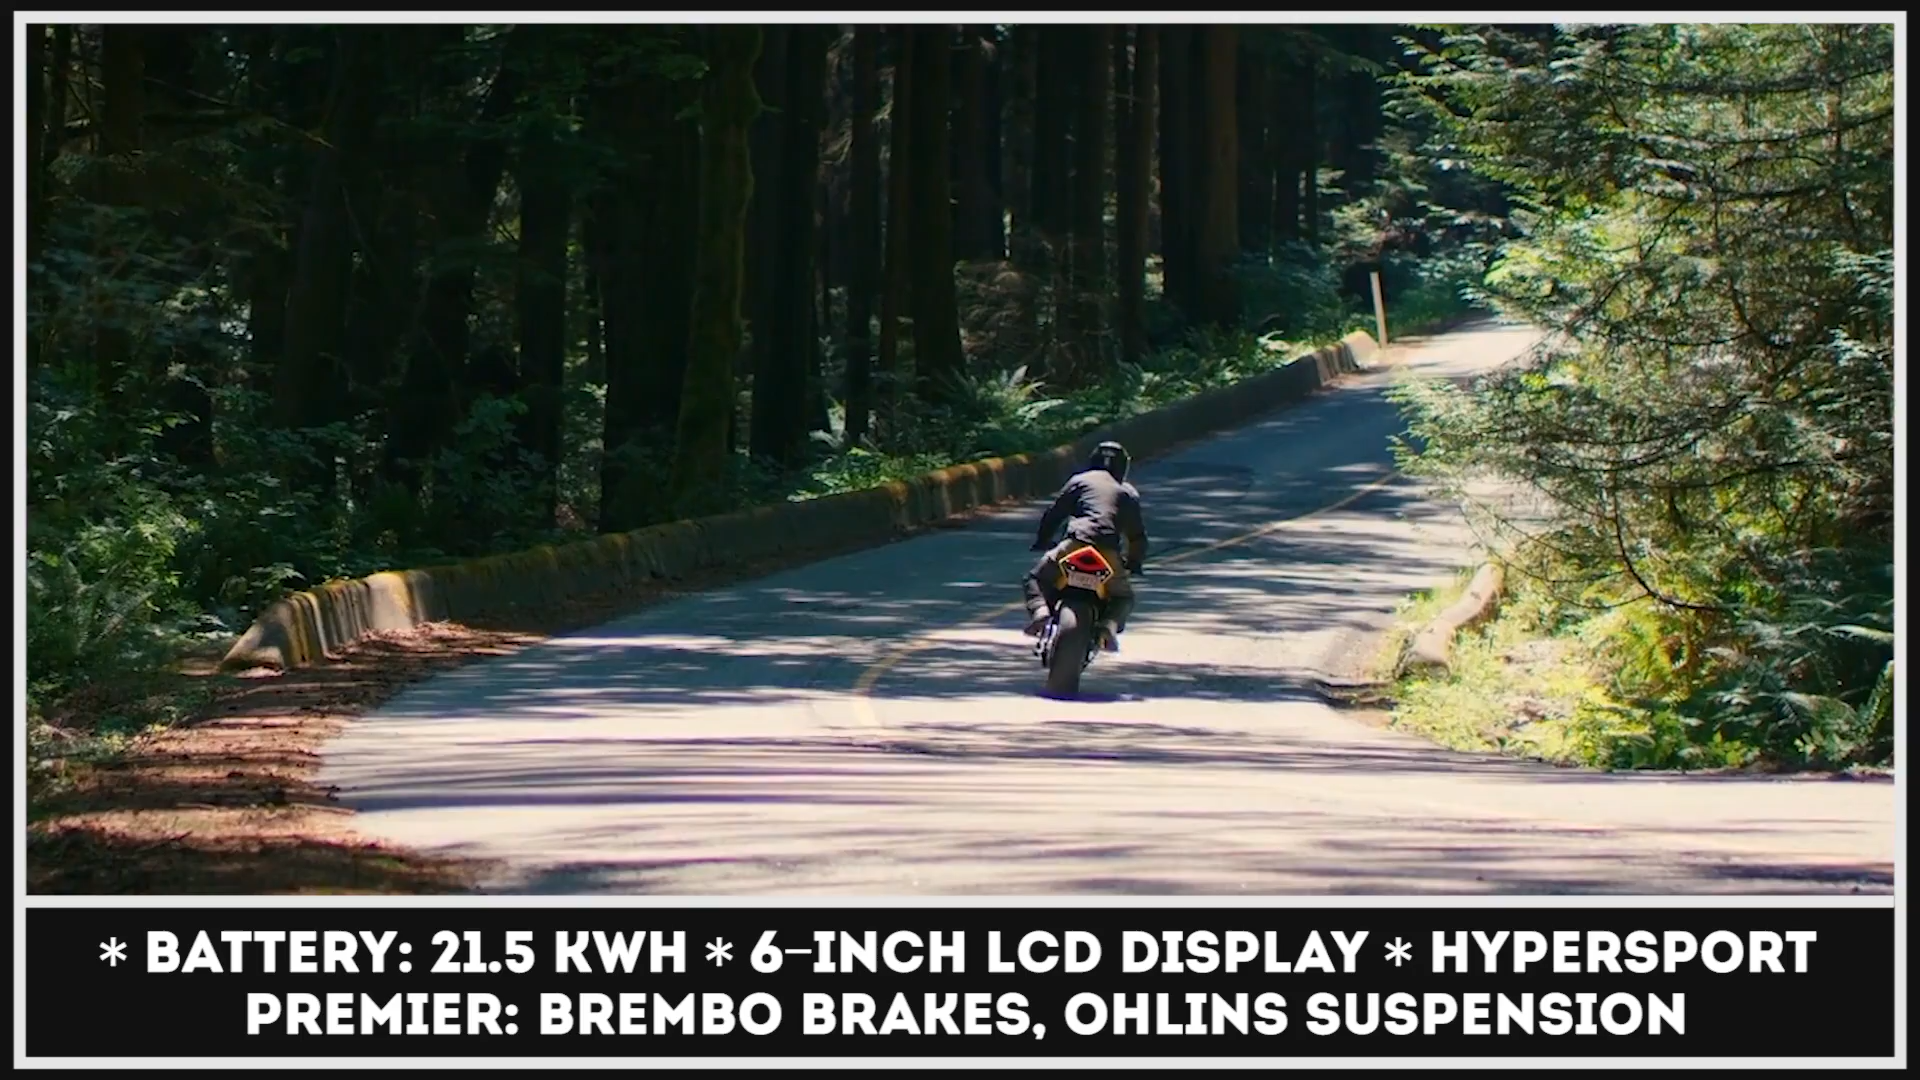 * BATTERY: 21.5 KWH * 6-INCH LCD DISPLAY * HYPERSPORT
PREMIER: BREMBO BRAKES, OHLINS SUSPENSION